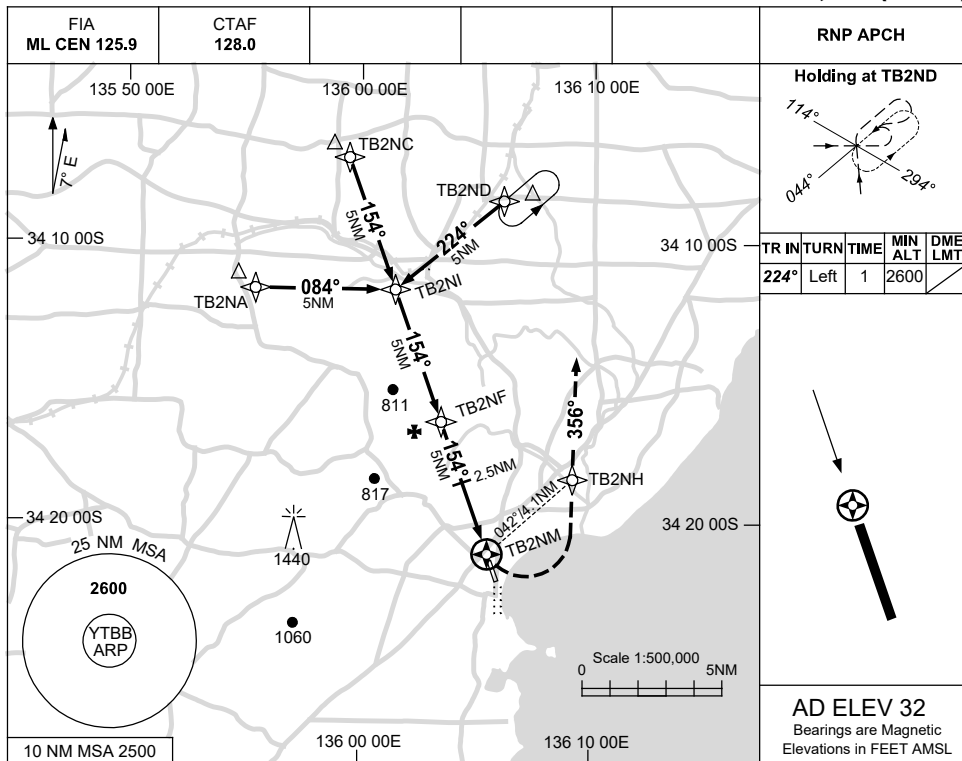 FIA
ML CEN 125.9
CTAF
128.0
RNP APCH
135 50 00E
136 00 00E
136 10 00E
Holding at TB2ND
114°
044°
294°
7° E
TB2NC
TB2ND
154°
5NM
224°
5NM
34 10 00S
34 10 00S
TR IN
TURN
TIME
MIN ALT
DME LMT
224°
Left
1
2600
TB2NA
084°
5NM
TB2NI
154°
5NM
811
TB2NF
356°
154°
5NM
2.5NM
817
TB2NH
042°/4.1NM
34 20 00S
34 20 00S
TB2NM
1440
25 NM MSA
2600
YTBB
ARP
1060
Scale 1:500,000
0
5NM
10 NM MSA 2500
136 00 00E
136 10 00E
AD ELEV 32
Bearings are Magnetic
Elevations in FEET AMSL